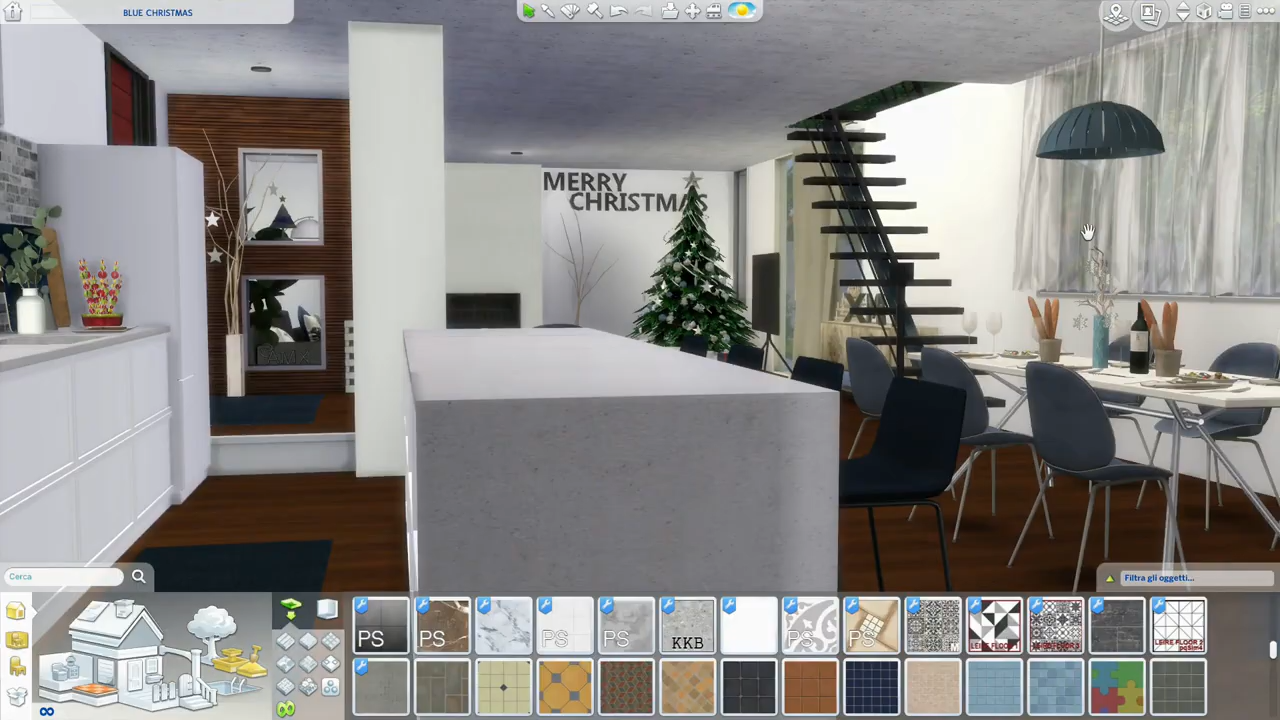 BLUE CHRISTMAS
MERRY
CHRISTMAS
Cerca
Filtra gli oggetti...
PS
PS
PS
PS
KKB
PS
PS